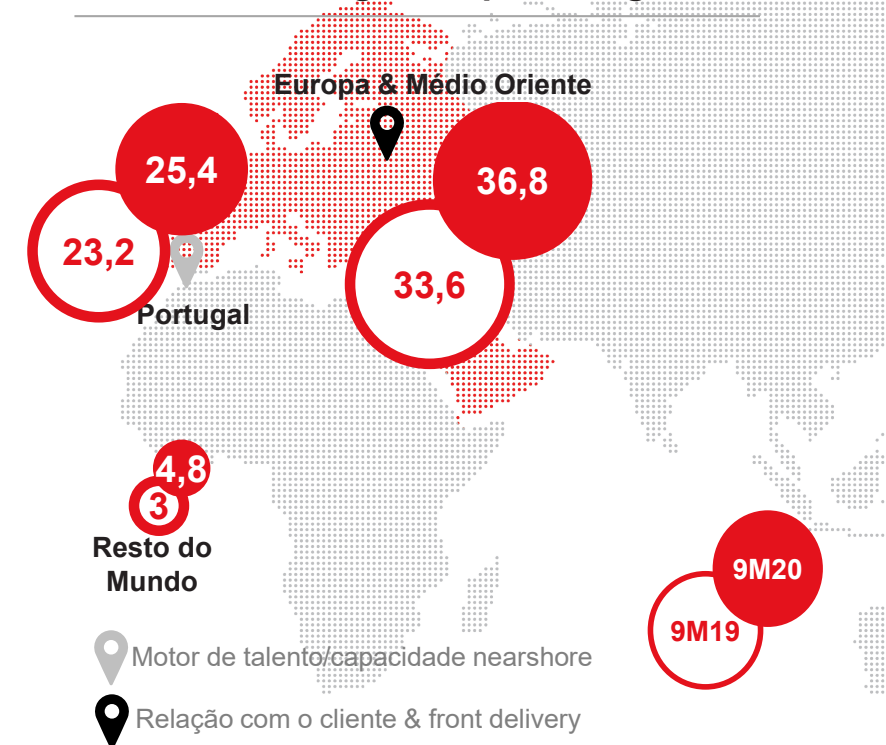 Europa & Médio Oriente
25,4
36,8
23,2
33,6
Portugal
4,8
3
Resto do
Mundo
9M20
9M19
Motor de talento/capacidade nearshore
Relação com o cliente & front delivery